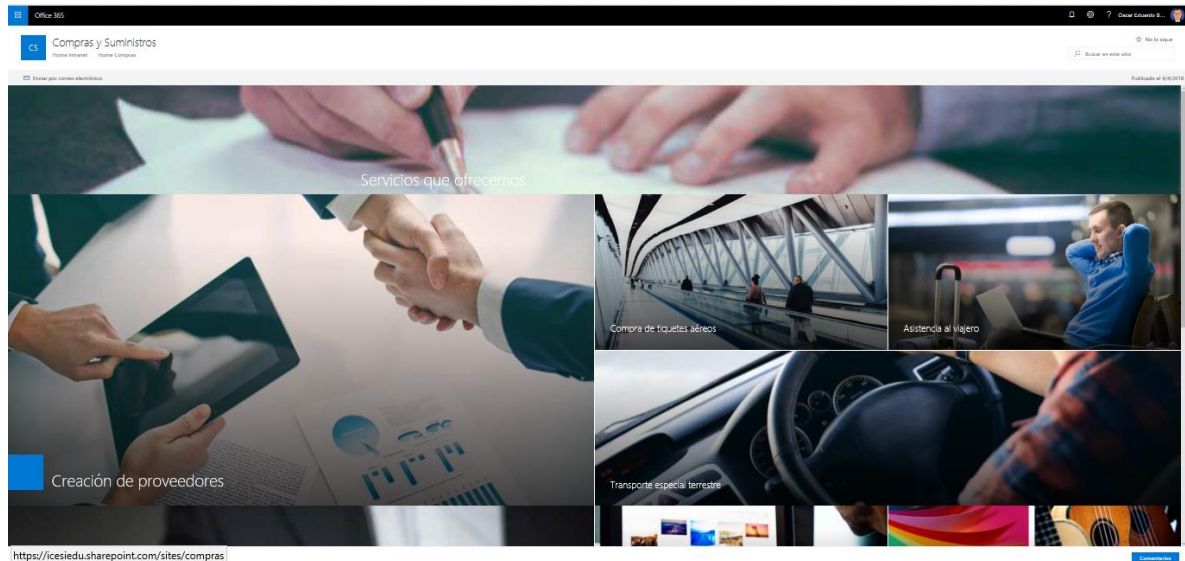 Office 365
? Oscar Eduardo B...
CS
Compras y Suministros
Home Intranet Home Compras
No lo sigue
Buscar en este sitio
Enviar por correo electrónico
Publicado el 4/4/2018
Servicios que ofrecemos
Compra de tiquetes aéreos
Asistencia al viajero
Creación de proveedores
Transporte especial terrestre
https://icesiedu.sharepoint.com/sites/compras
Comentarios